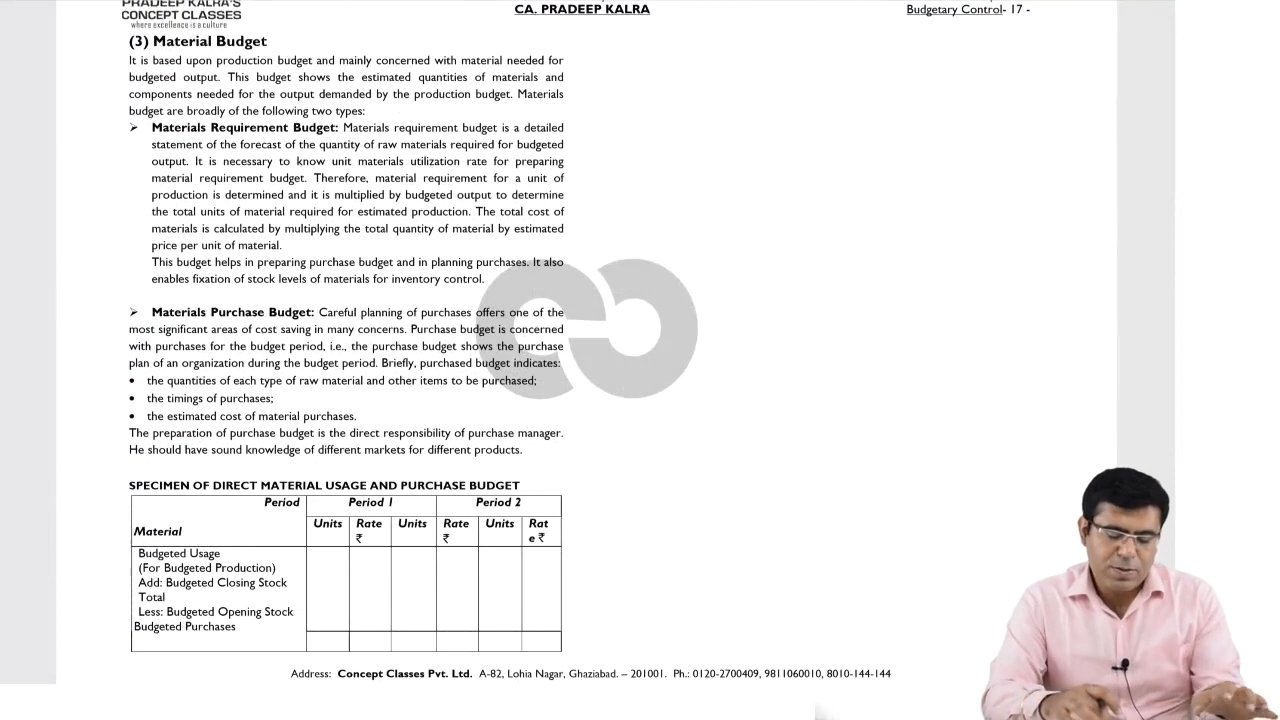 PRADEEP KALRA'S
CONCEPT CLASSES
where excellence is a culture
CA. PRADEEP KALRA
Budgetary Control- 17 -
(3) Material Budget
It is based upon production budget and mainly concerned with material needed for
budgeted output. This budget shows the estimated quantities of materials and
components needed for the output demanded by the production budget. Materials
budget are broadly of the following two types:
➢ Materials Requirement Budget: Materials requirement budget is a detailed
statement of the forecast of the quantity of raw materials required for budgeted
output. It is necessary to know unit materials utilization rate for preparing
material requirement budget. Therefore, material requirement for a unit of
production is determined and it is multiplied by budgeted output to determine
the total units of material required for estimated production. The total cost of
materials is calculated by multiplying the total quantity of material by estimated
price per unit of material.
This budget helps in preparing purchase budget and in planning purchases. It also
enables fixation of stock levels of materials for inventory control.
➢ Materials Purchase Budget: Careful planning of purchases offers one of the
most significant areas of cost saving in many concerns. Purchase budget is concerned
with purchases for the budget period, i.e., the purchase budget shows the purchase
plan of an organization during the budget period. Briefly, purchased budget indicates:
• the quantities of each type of raw material and other items to be purchased;
• the timings of purchases;
• the estimated cost of material purchases.
The preparation of purchase budget is the direct responsibility of purchase manager.
He should have sound knowledge of different markets for different products.
SPECIMEN OF DIRECT MATERIAL USAGE AND PURCHASE BUDGET
Period Period 1 Period 2
Units Rate Units Rate Units Rat
Material ₹ ₹ e ₹
Budgeted Usage
(For Budgeted Production)
Add: Budgeted Closing Stock
Total
Less: Budgeted Opening Stock
Budgeted Purchases
Address: Concept Classes Pvt. Ltd. A-82, Lohia Nagar, Ghaziabad. – 201001. Ph.: 0120-2700409, 9811060010, 8010-144-144